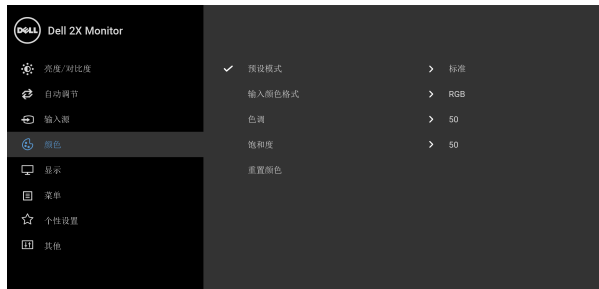 DELL Dell 2X Monitor
亮度/对比度
预设模式 标准
自动调节
输入颜色格式 RGB
输入源
色调 50
颜色
饱和度 50
显示
重置颜色
菜单
个性设置
其他